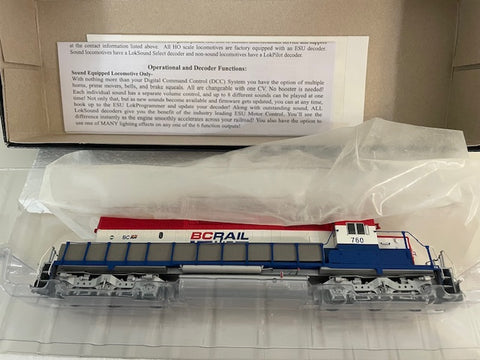 at the contact information listed above. All HO scale locomotives are factory equipped with an ESU decoder.
Sound locomotives have a LokSound Select decoder and non-sound locomotives have a LokPilot decoder.
Operational and Decoder Functions:
Sound Equipped Locomotive Only-
With nothing more than your Digital Command Control (DCC) System you have the option of multiple
horns, prime movers, bells, and brake squeals. All are changeable with one CV. No booster is needed!
Each individual sound has a separate volume control, and up to 8 different sounds can be played at one
time! Not only that, but as new sounds become available and firmware gets updated, you can at any time,
hook up to the ESU LokProgrammer and update your decoder! Along with outstanding sound, ALL
LokSound decoders give you the benefit of the industry leading ESU Motor Control. You'll see the
difference instantly as the engine smoothly accelerates across your railroad! You also have the option to
use one of MANY lighting effects on any one of the 6 function outputs!
BC RAIL
760